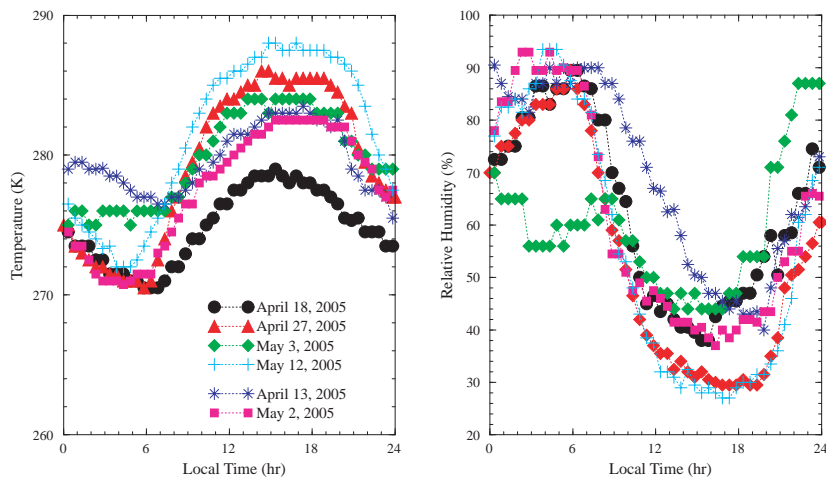 290
280
270
260
Temperature (K)
0
6
12
18
24
Local Time (hr)
April 18, 2005
April 27, 2005
May 3, 2005
May 12, 2005
April 13, 2005
May 2, 2005
100
90
80
70
60
50
40
30
20
Relative Humidity (%)
0
6
12
18
24
Local Time (hr)